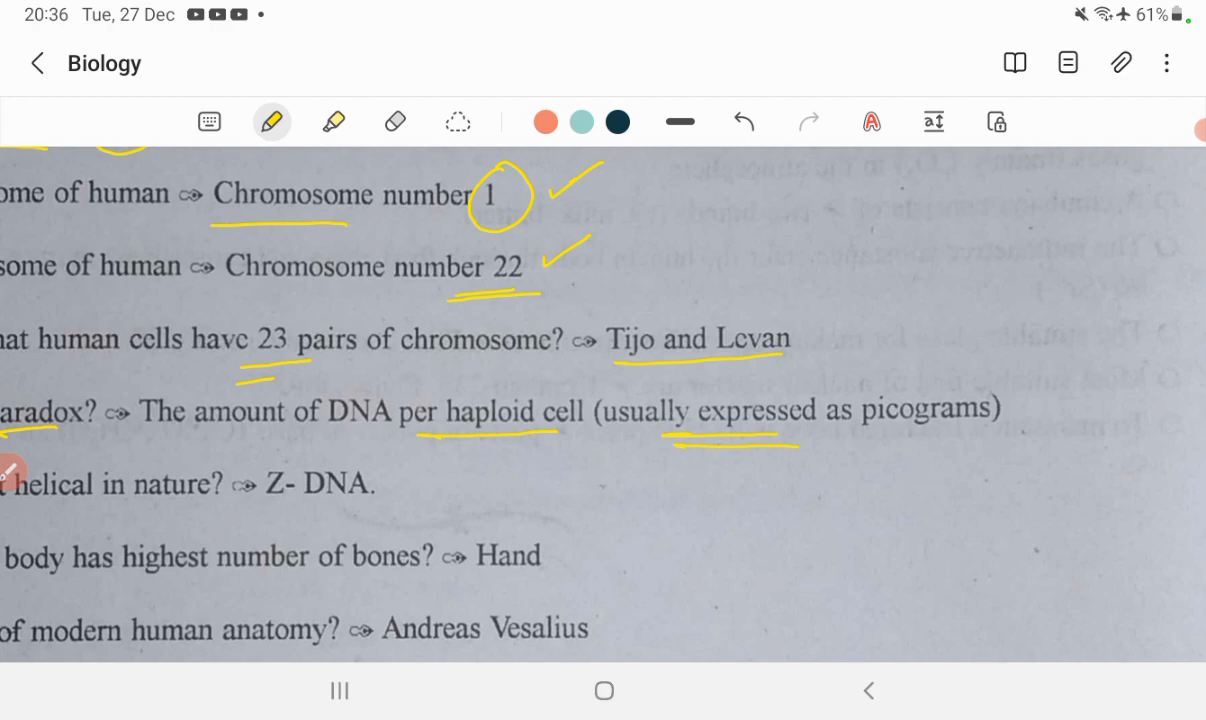 20:36 Tue, 27 Dec 61%
Biology
ome of human ➾ Chromosome number 1
some of human ➾ Chromosome number 22
hat human cells have 23 pairs of chromosome? ➾ Tijo and Levan
aradox? ➾ The amount of DNA per haploid cell (usually expressed as picograms)
t helical in nature? ➾ Z- DNA.
body has highest number of bones? ➾ Hand
of modern human anatomy? ➾ Andreas Vesalius